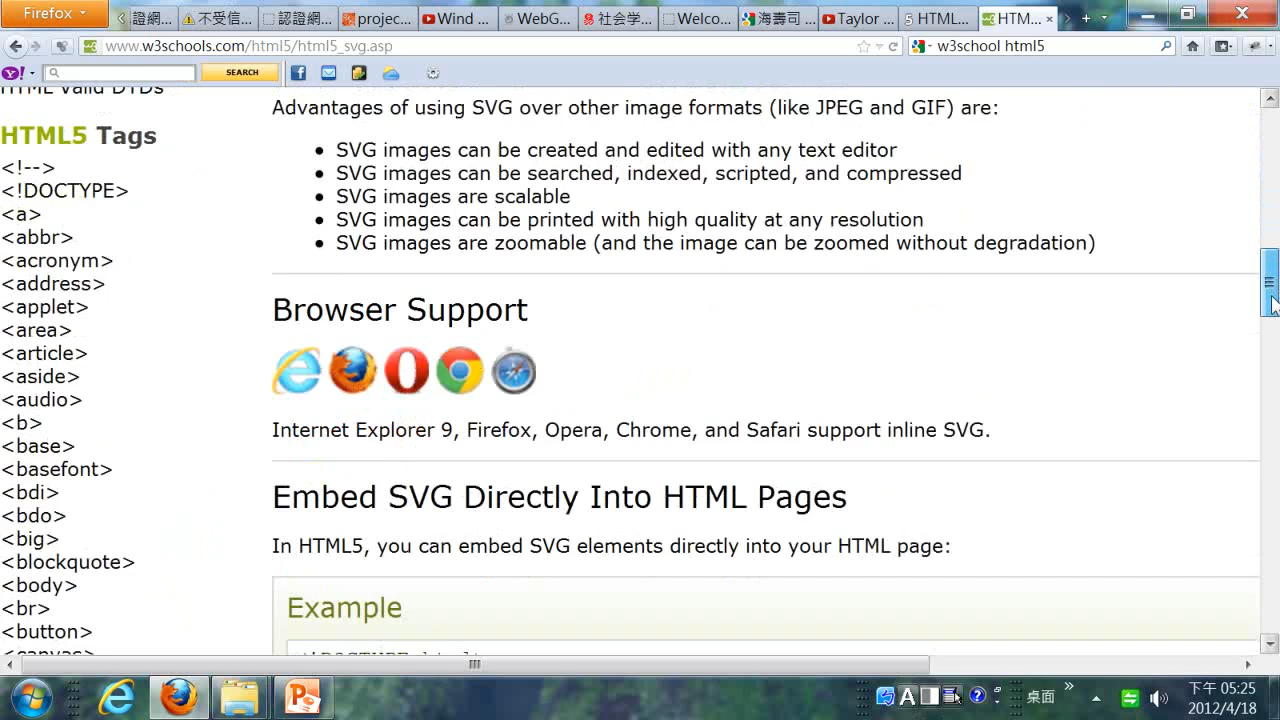 Firefox
證網...
不受信...
認證網...
projec...
Wind ...
WebG...
社会学...
Welco...
海壽司 ...
Taylor ...
5 HTML...
HTM...
www.w3schools.com/html5/html5_svg.asp
w3school html5
Y!
SEARCH
HTML Valid DTDs
HTML5 Tags
<!-->
<!DOCTYPE>
<a>
<abbr>
<acronym>
<address>
<applet>
<area>
<article>
<aside>
<audio>
<b>
<base>
<basefont>
<bdi>
<bdo>
<big>
<blockquote>
<body>
<br>
<button>
<canvas>
Advantages of using SVG over other image formats (like JPEG and GIF) are:
SVG images can be created and edited with any text editor
SVG images can be searched, indexed, scripted, and compressed
SVG images are scalable
SVG images can be printed with high quality at any resolution
SVG images are zoomable (and the image can be zoomed without degradation)
Browser Support
Internet Explorer 9, Firefox, Opera, Chrome, and Safari support inline SVG.
Embed SVG Directly Into HTML Pages
In HTML5, you can embed SVG elements directly into your HTML page:
Example
<!DOCTYPE html>
A
桌面
下午 05:25
2012/4/18